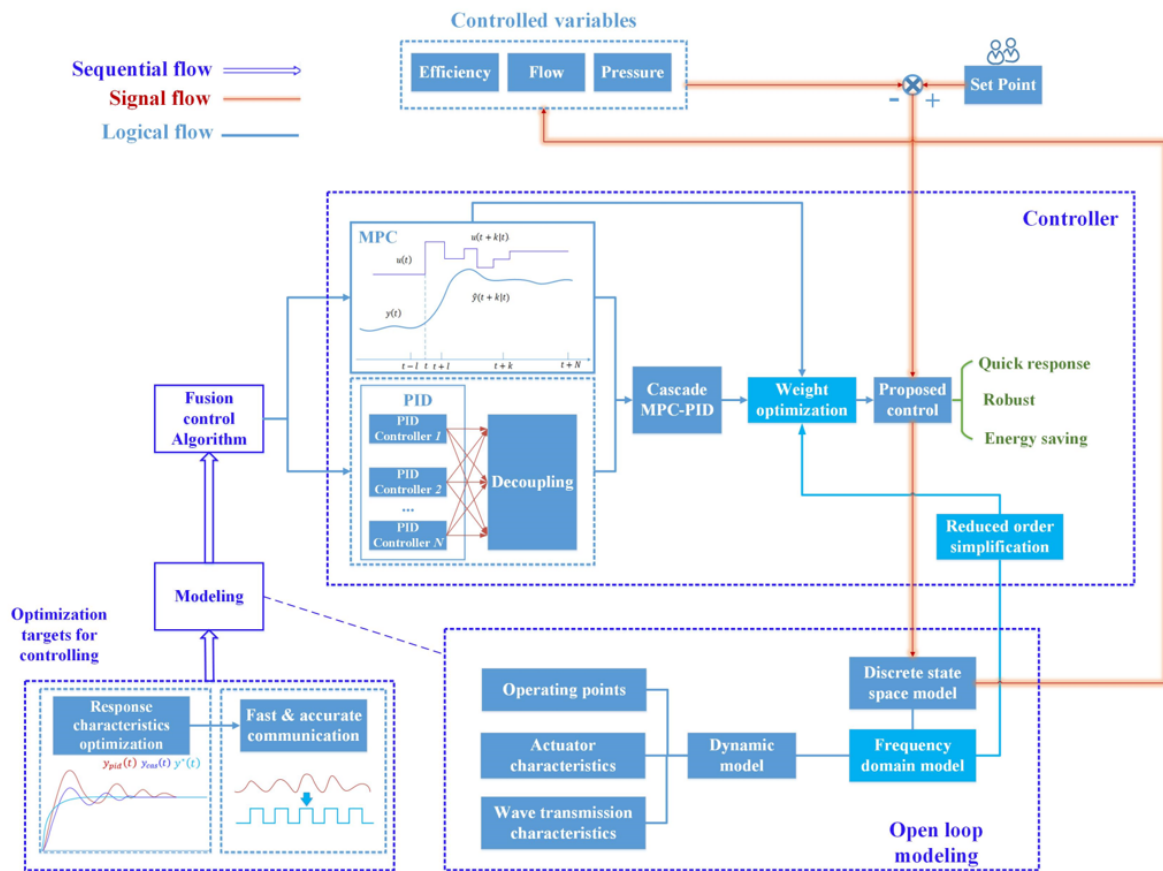 Controlled variables
Efficiency
Flow
Pressure
Set Point
- +
Sequential flow
Signal flow
Logical flow
Controller
MPC
u(t)
u(t + k|t)
y(t)
ŷ(t + k|t)
t − l
t
t + l
t + k
t + N
PID
PID
Controller 1
PID
Controller 2
...
PID
Controller N
Decoupling
Cascade
MPC-PID
Weight
optimization
Proposed
control
Quick response
Robust
Energy saving
Reduced order
simplification
Fusion
control
Algorithm
Modeling
Optimization
targets for
controlling
Response
characteristics
optimization
Fast & accurate
communication
y_pid(t) y_cas(t) y*(t)
Operating points
Actuator
characteristics
Wave transmission
characteristics
Dynamic
model
Discrete state
space model
Frequency
domain model
Open loop
modeling